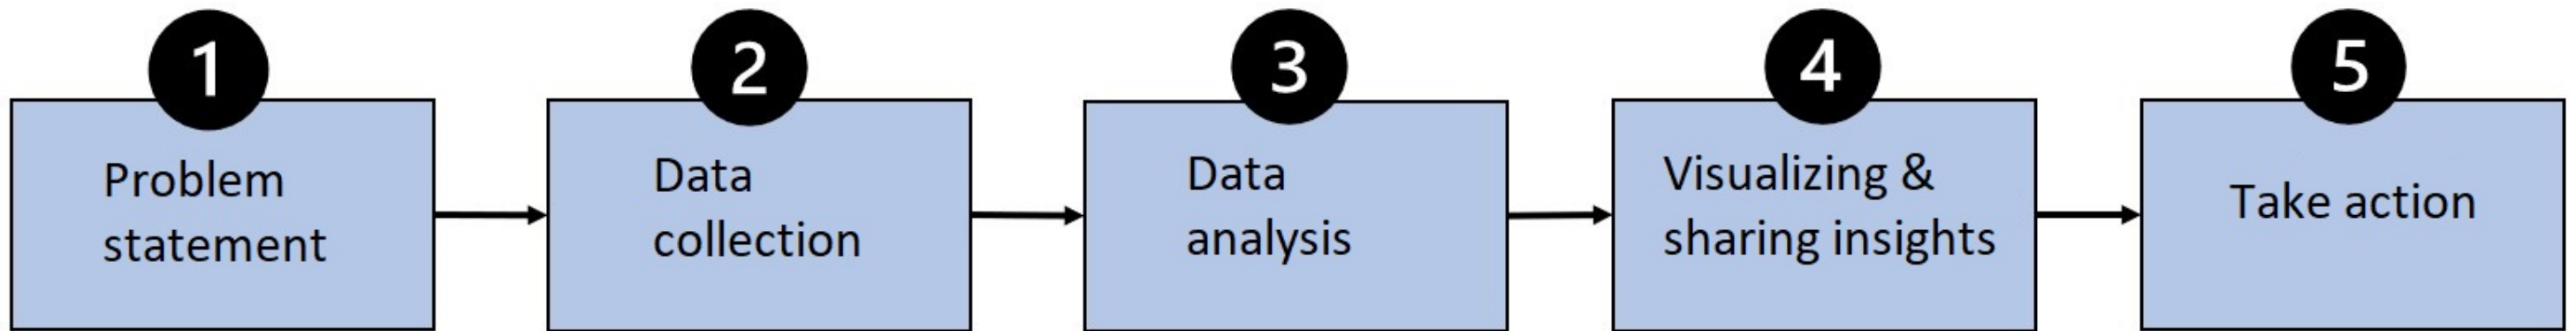 1
Problem
statement
2
Data
collection
3
Data
analysis
4
Visualizing &
sharing insights
5
Take action